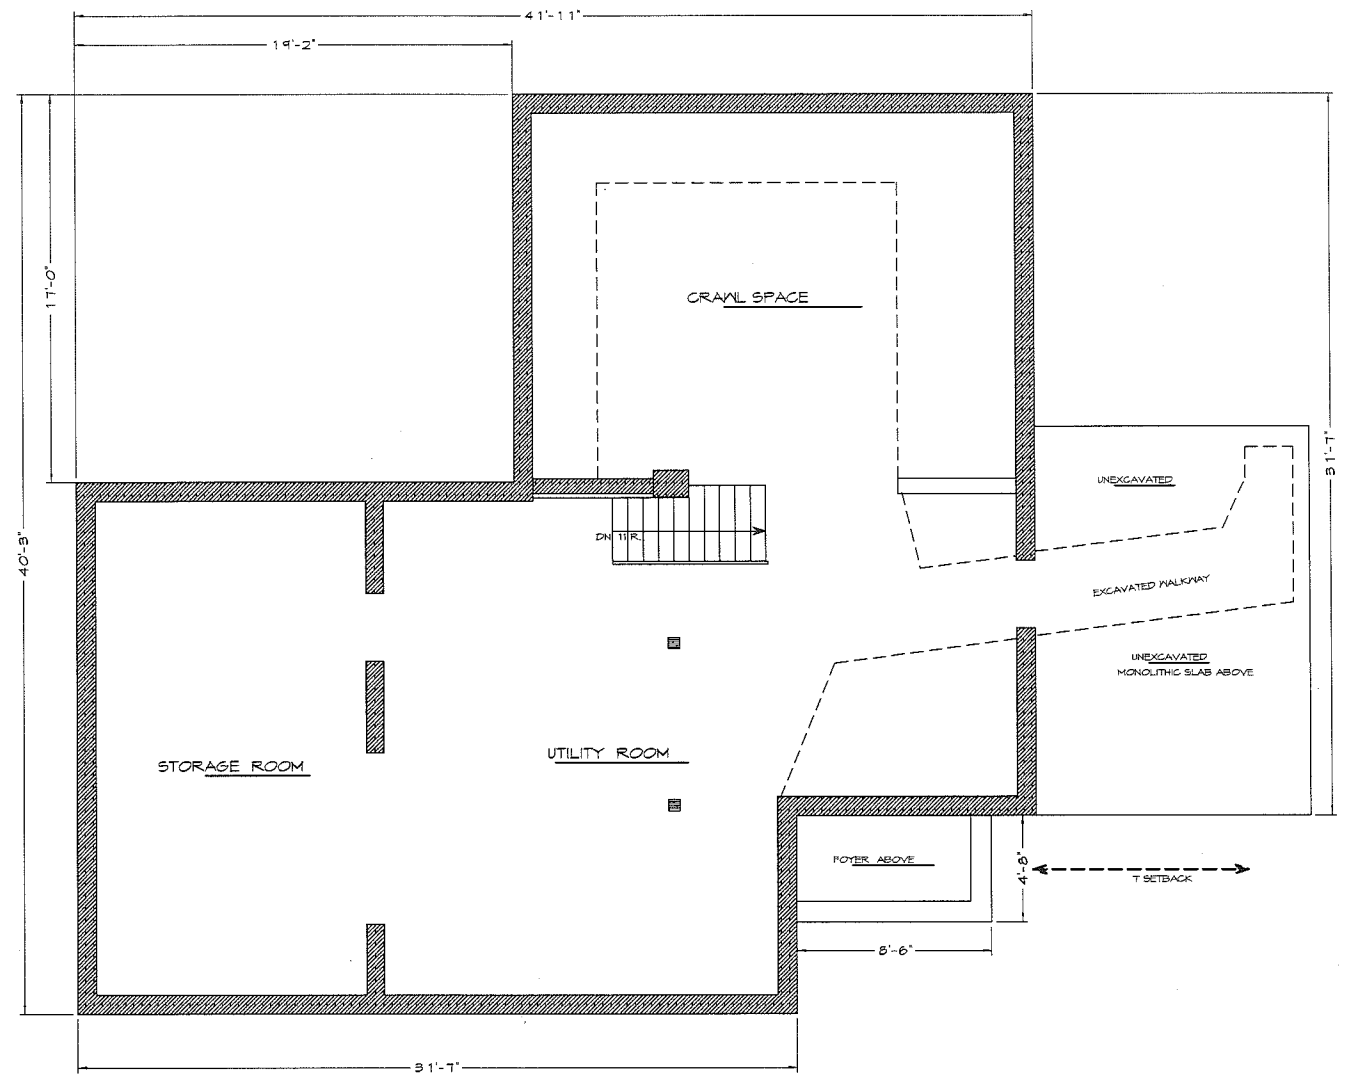 41'-11"
19'-2"
17'-0"
40'-3"
31'-7"
CRAWL SPACE
UNEXCAVATED
DN 11 R.
EXCAVATED WALKWAY
UNEXCAVATED
MONOLITHIC SLAB ABOVE
STORAGE ROOM
UTILITY ROOM
FOYER ABOVE
4'-8"
7' SETBACK
8'-6"
31'-7"